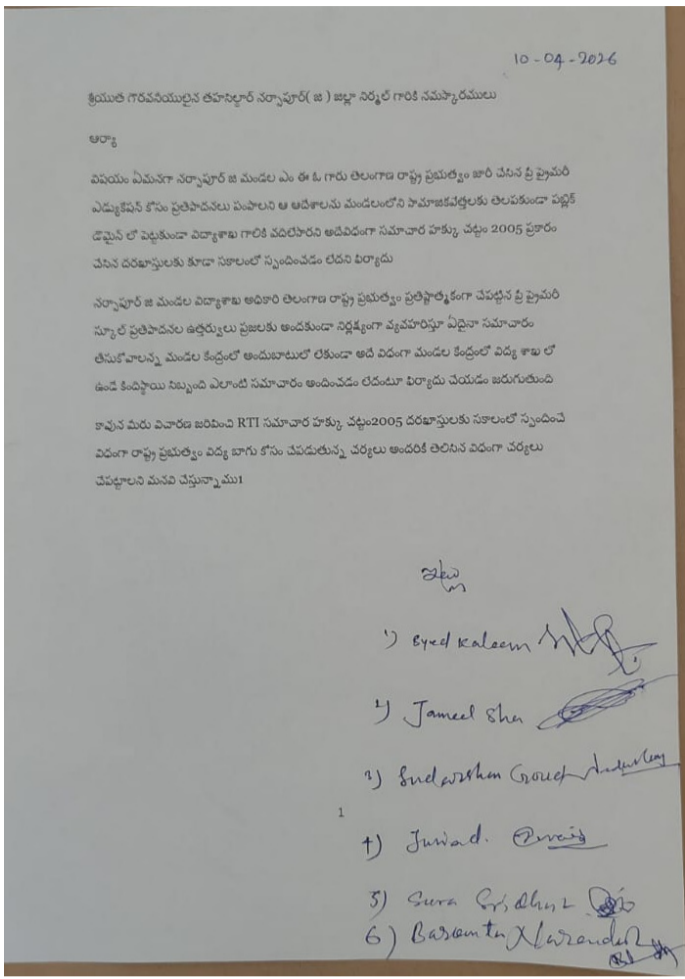 10-04-2026
శ్రీయుత గౌరవనీయులైన తహసిల్దార్ నర్సాపూర్( జి ) జిల్లా నిర్మల్ గారికి నమస్కారములు
ఆర్యా
విషయం ఏమనగా నర్సాపూర్ జి మండల ఎం ఈ ఓ గారు తెలంగాణ రాష్ట్ర ప్రభుత్వం జారీ చేసిన ప్రీ ప్రైమరీ
ఎడ్యుకేషన్ కోసం ప్రతిపాదనలు పంపాలని ఆ ఆదేశాలను మండలంలోని సామాజికవేత్తలకు తెలపకుండా పబ్లిక్
డొమైన్ లో పెట్టకుండా విద్యాశాఖ గాలికి వదిలేసారని అదేవిధంగా సమాచార హక్కు చట్టం 2005 ప్రకారం
చేసిన దరఖాస్తులకు కూడా సకాలంలో స్పందించడం లేదని ఫిర్యాదు
నర్సాపూర్ జి మండల విద్యాశాఖ అధికారి తెలంగాణ రాష్ట్ర ప్రభుత్వం ప్రతిష్టాత్మకంగా చేపట్టిన ప్రీ ప్రైమరీ
స్కూల్ ప్రతిపాదనల ఉత్తర్వులు ప్రజలకు అందకుండా నిర్లక్ష్యంగా వ్యవహరిస్తూ ఏదైనా సమాచారం
తీసుకోవాలన్న మండల కేంద్రంలో అందుబాటులో లేకుండా అదే విధంగా మండల కేంద్రంలో విద్య శాఖ లో
ఉండే కిందిస్థాయి సిబ్బంది ఎలాంటి సమాచారం అందించడం లేదంటూ ఫిర్యాదు చేయడం జరుగుతుంది
కావున మీరు విచారణ జరిపించి RTI సమాచార హక్కు చట్టం2005 దరఖాస్తులకు సకాలంలో స్పందించే
విధంగా రాష్ట్ర ప్రభుత్వం విద్య బాగు కోసం చేపడుతున్న చర్యలు అందరికీ తెలిసిన విధంగా చర్యలు
చేపట్టాలని మనవి చేస్తున్నాము1
ఇట్లు
1) Syed Kaleem
2) Jameel Sha
3) Sudarshan Goud
1
4) Junaid.
5) Sura Sridhar
6) Basanta Narender